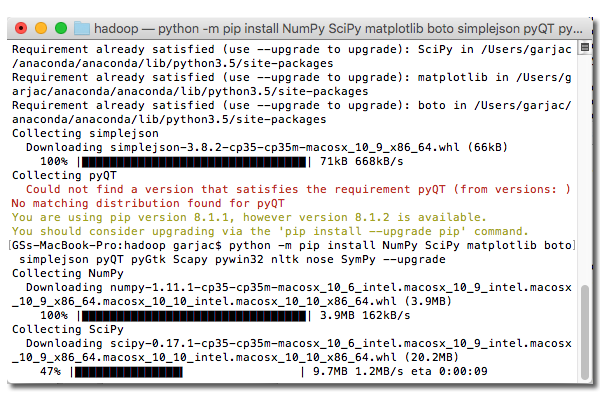 hadoop — python -m pip install NumPy SciPy matplotlib boto simplejson pyQT py...
Requirement already satisfied (use --upgrade to upgrade): SciPy in /Users/garjac
/anaconda/anaconda/lib/python3.5/site-packages
Requirement already satisfied (use --upgrade to upgrade): matplotlib in /Users/g
arjac/anaconda/anaconda/lib/python3.5/site-packages
Requirement already satisfied (use --upgrade to upgrade): boto in /Users/garjac/
anaconda/anaconda/lib/python3.5/site-packages
Collecting simplejson
Downloading simplejson-3.8.2-cp35-cp35m-macosx_10_9_x86_64.whl (66kB)
100% || 71kB 668kB/s
Collecting pyQT
Could not find a version that satisfies the requirement pyQT (from versions: )
No matching distribution found for pyQT
You are using pip version 8.1.1, however version 8.1.2 is available.
You should consider upgrading via the 'pip install --upgrade pip' command.
[GSs-MacBook-Pro:hadoop garjac$ python -m pip install NumPy SciPy matplotlib boto
simplejson pyQT pyGtk Scapy pywin32 nltk nose SymPy --upgrade
Collecting NumPy
Downloading numpy-1.11.1-cp35-cp35m-macosx_10_6_intel.macosx_10_9_intel.macosx
_10_9_x86_64.macosx_10_10_intel.macosx_10_10_x86_64.whl (3.9MB)
100% || 3.9MB 162kB/s
Collecting SciPy
Downloading scipy-0.17.1-cp35-cp35m-macosx_10_6_intel.macosx_10_9_intel.macosx
_10_9_x86_64.macosx_10_10_intel.macosx_10_10_x86_64.whl (20.2MB)
47% | | 9.7MB 1.2MB/s eta 0:00:09